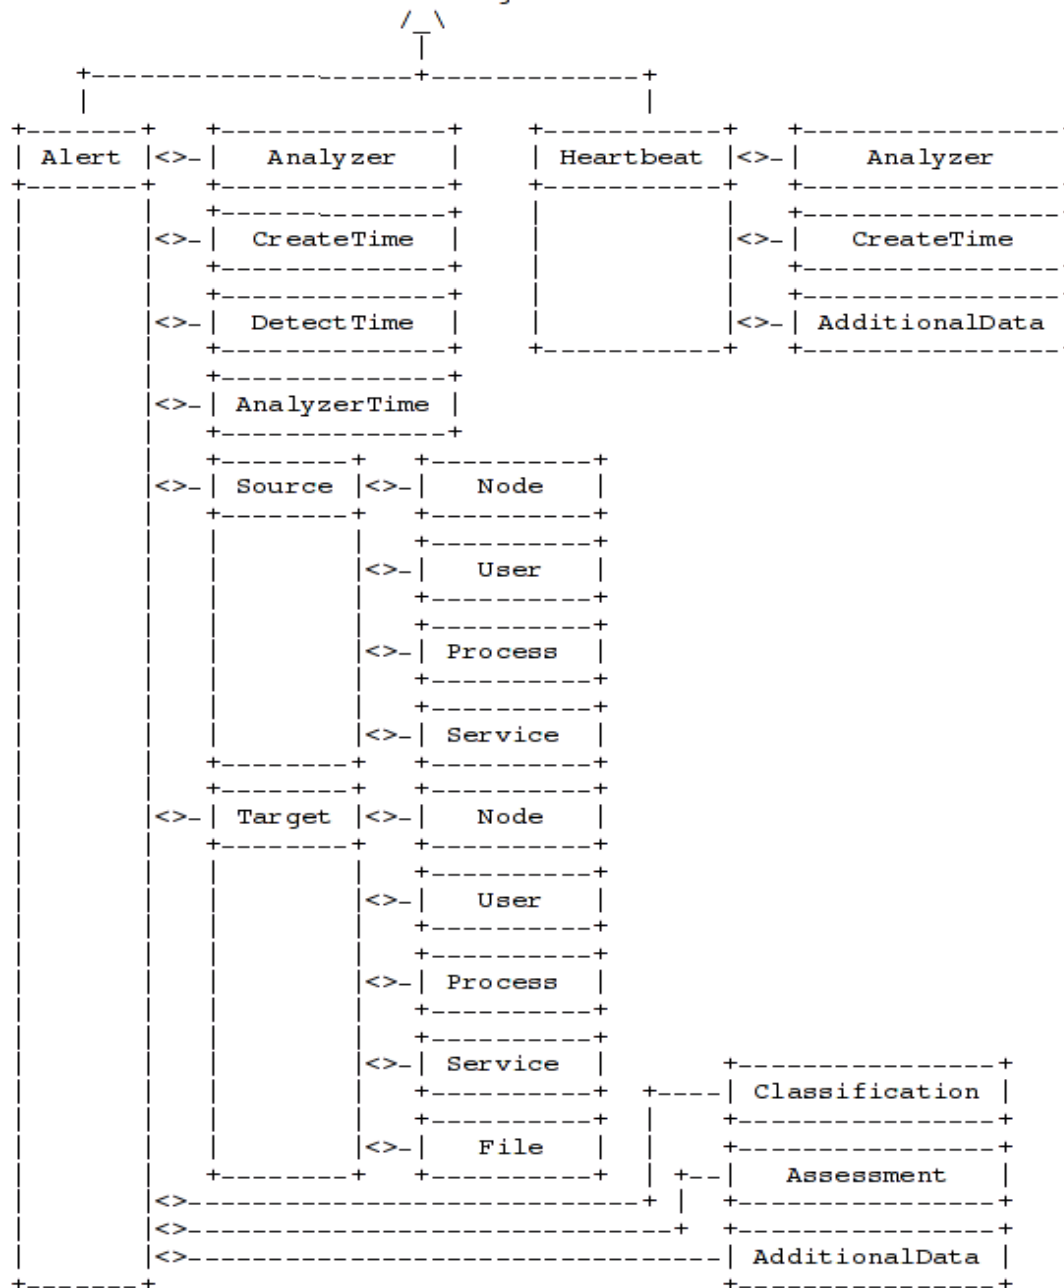 /_\
|
+---------------------+--------------+
| |
+-------+ +--------------+ +-----------+ +----------------
| Alert |<>-| Analyzer | | Heartbeat |<>-| Analyzer
+-------+ +--------------+ +-----------+ +----------------
| | +--------------+ | | +----------------
| |<>-| CreateTime | | |<>-| CreateTime
| | +--------------+ | | +----------------
| | +--------------+ | | +----------------
| |<>-| DetectTime | | |<>-| AdditionalData
| | +--------------+ +-----------+ +----------------
| | +--------------+
| |<>-| AnalyzerTime |
| | +--------------+
| | +--------+ +----------+
| |<>-| Source |<>-| Node |
| | +--------+ +----------+
| | | | +----------+
| | | |<>-| User |
| | | | +----------+
| | | | +----------+
| | | |<>-| Process |
| | | | +----------+
| | | | +----------+
| | | |<>-| Service |
| | +--------+ +----------+
| | +--------+ +----------+
| |<>-| Target |<>-| Node |
| | +--------+ +----------+
| | | | +----------+
| | | |<>-| User |
| | | | +----------+
| | | | +----------+
| | | |<>-| Process |
| | | | +----------+
| | | | +----------+
| | | |<>-| Service | +----------------+
| | | | +----------+ +----| Classification |
| | | | +----------+ | +----------------+
| | | |<>-| File | | +----------------+
| | +--------+ +----------+ | +--| Assessment |
| |<>----------------------------+ | +----------------+
| |<>------------------------------+ +----------------+
| |<>---------------------------------| AdditionalData |
+-------+ +----------------+